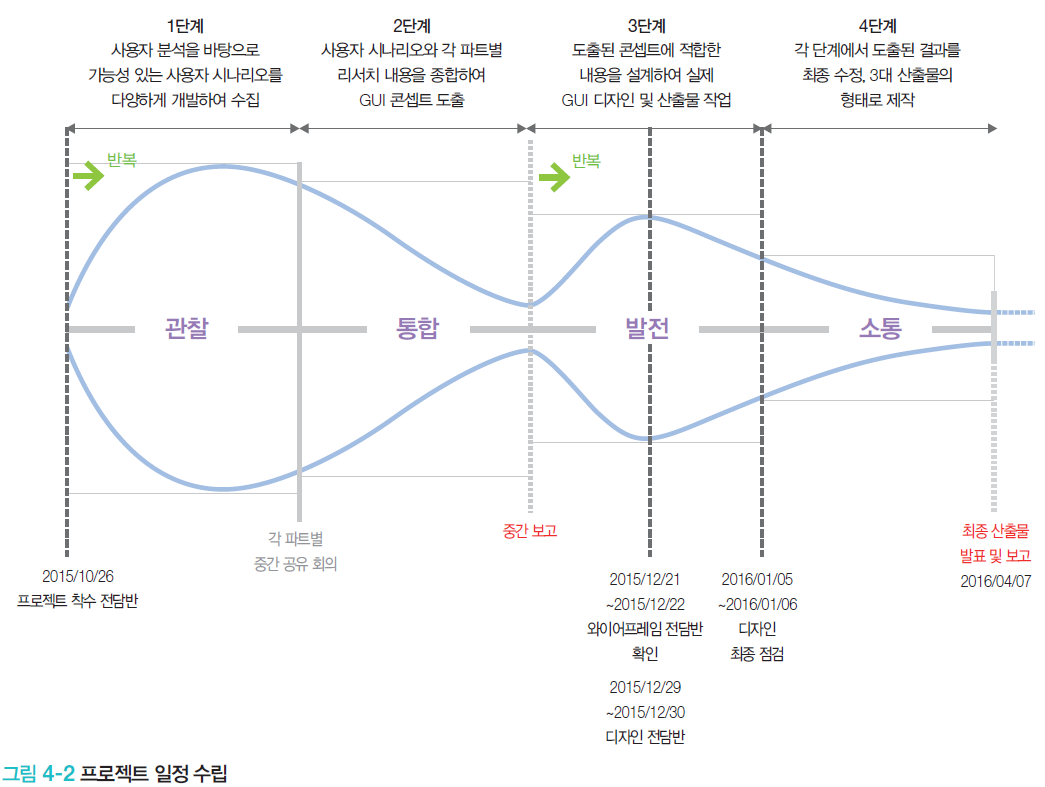 1단계
사용자 분석을 바탕으로
가능성 있는 사용자 시나리오를
다양하게 개발하여 수집
2단계
사용자 시나리오와 각 파트별
리서치 내용을 종합하여
GUI 콘셉트 도출
3단계
도출된 콘셉트에 적합한
내용을 설계하여 실제
GUI 디자인 및 산출물 작업
4단계
각 단계에서 도출된 결과를
최종 수정, 3대 산출물의
형태로 제작
반복
반복
관찰
통합
발전
소통
각 파트별
중간 공유 회의
중간 보고
최종 산출물
발표 및 보고
2016/04/07
2015/10/26
프로젝트 착수 전담반
2015/12/21
~2015/12/22
와이어프레임 전담반
확인
2015/12/29
~2015/12/30
디자인 전담반
2016/01/05
~2016/01/06
디자인
최종 점검
그림 4-2 프로젝트 일정 수립